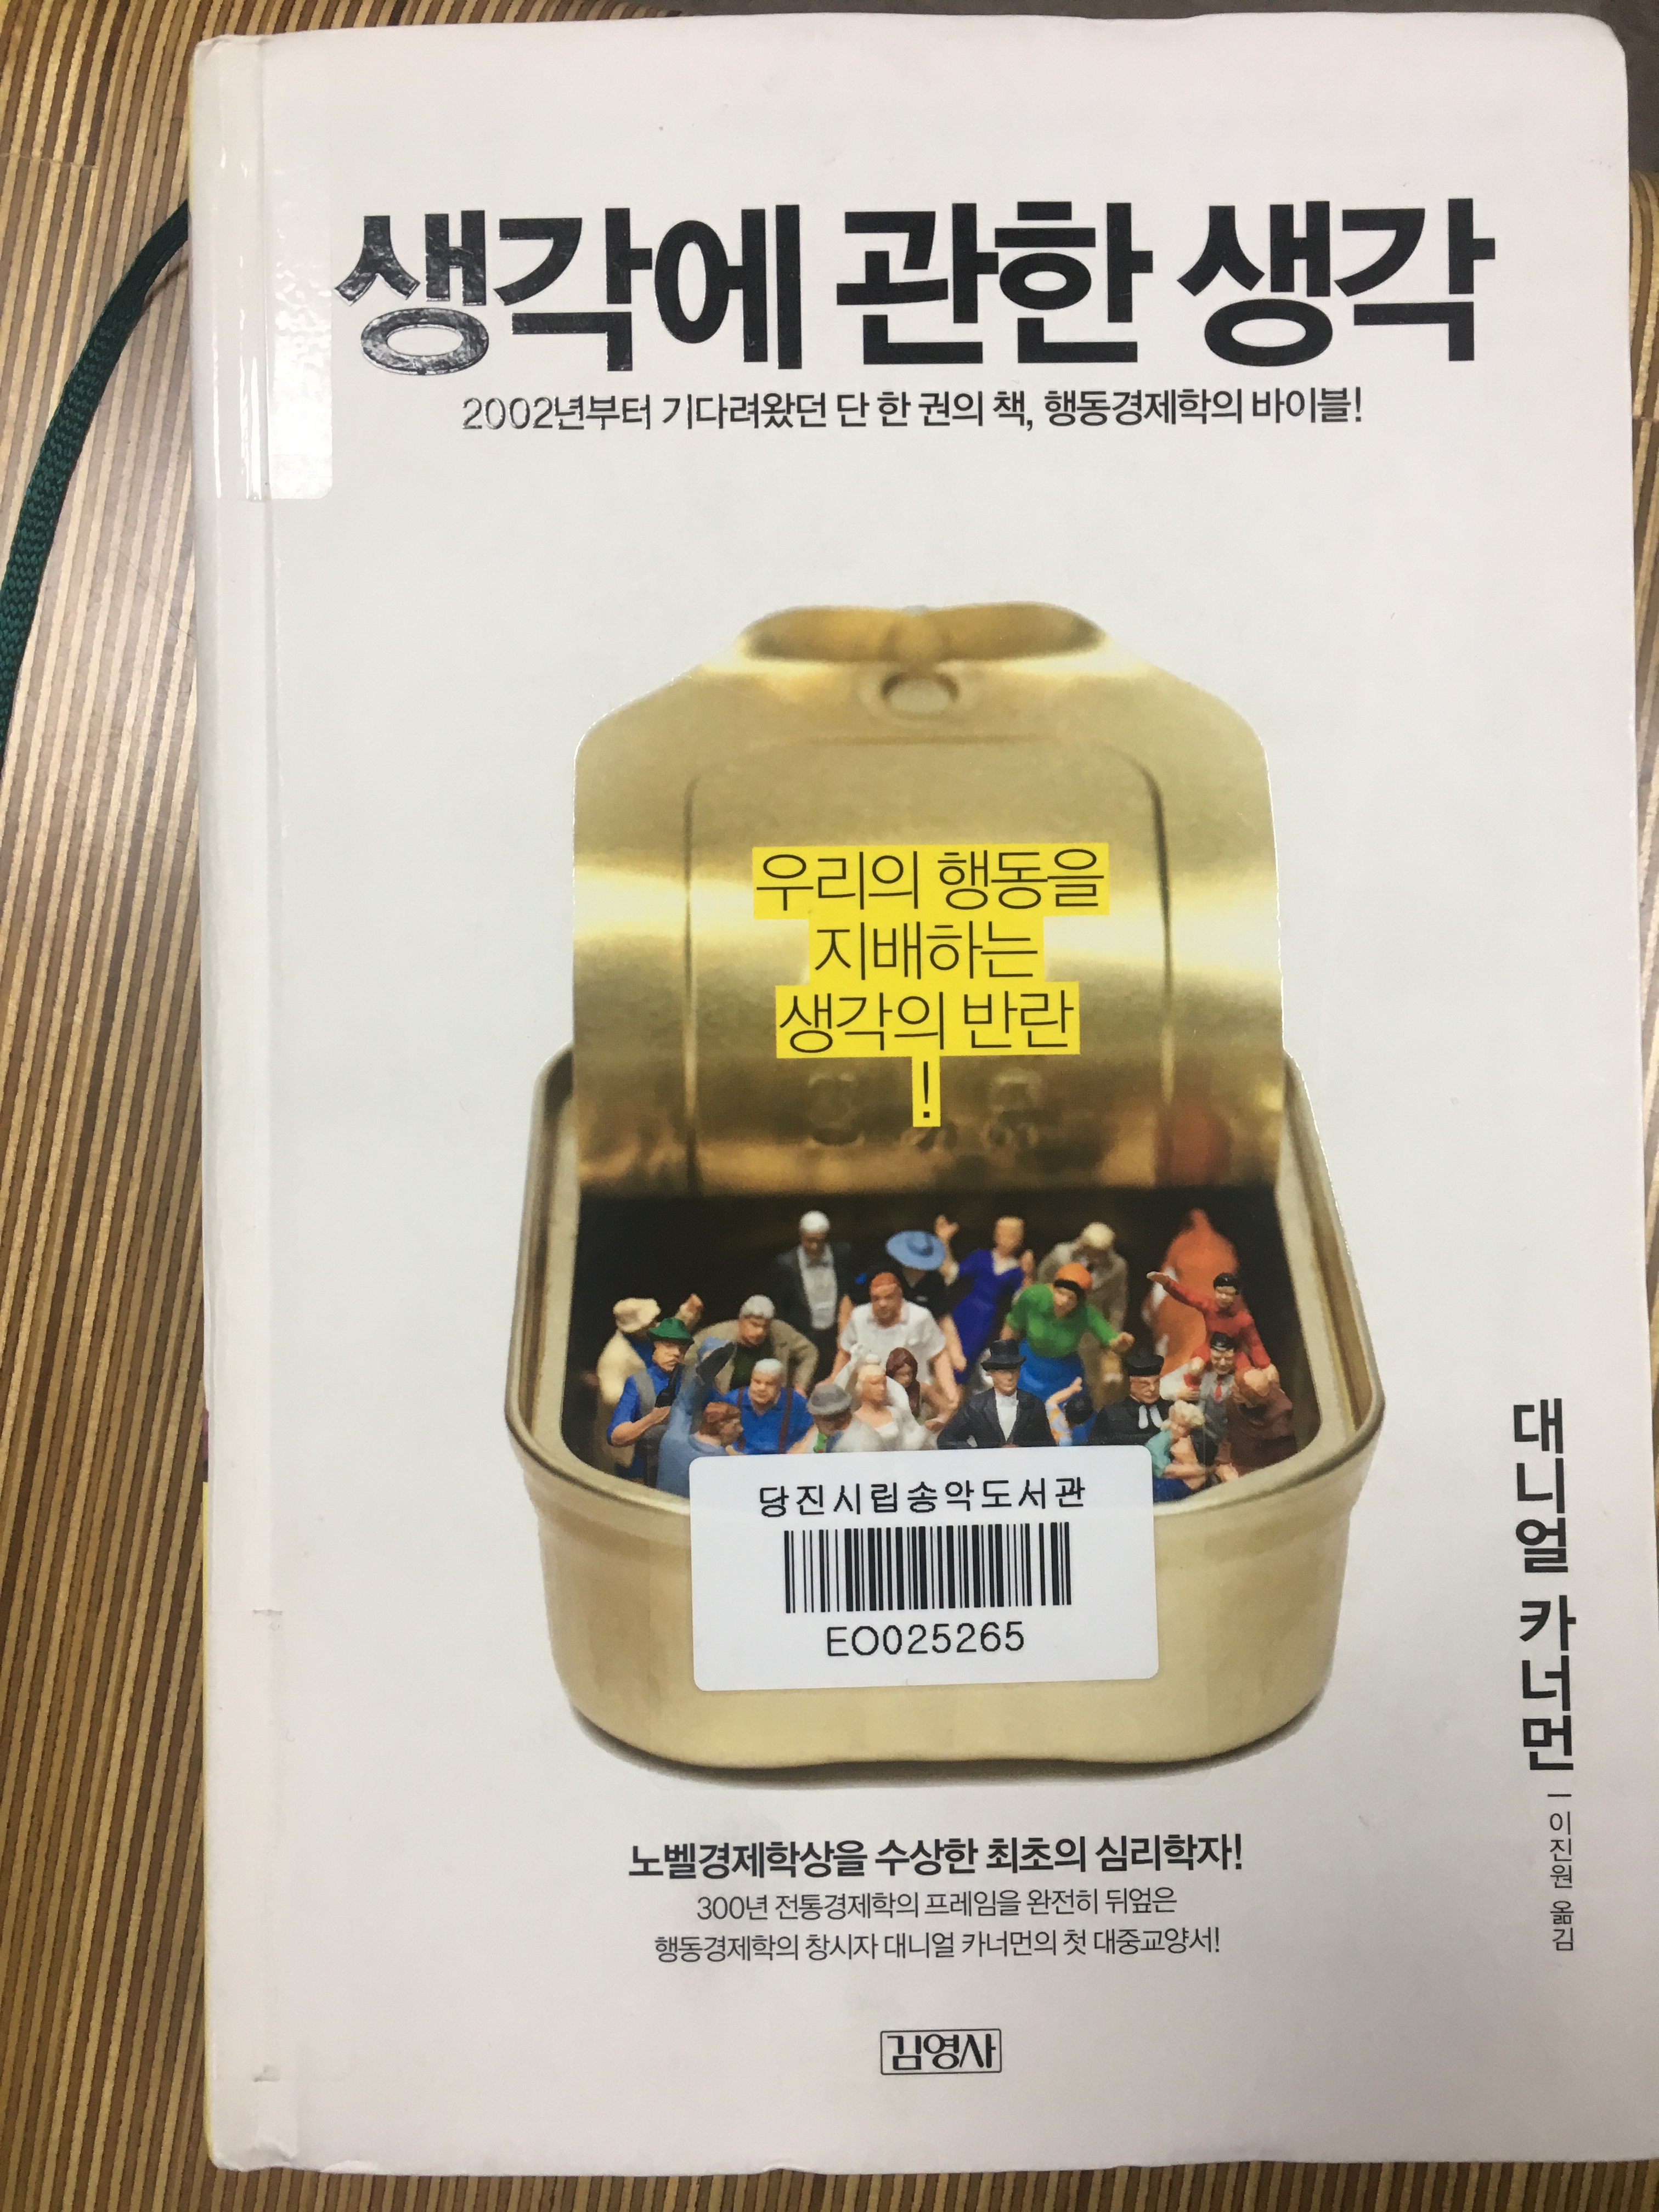 생각에 관한 생각
2002년부터 기다려왔던 단 한 권의 책, 행동경제학의 바이블!
우리의 행동을
지배하는
생각의 반란
!
당진시립송악도서관
EO025265
대니얼 카너먼 | 이진원 옮김
노벨경제학상을 수상한 최초의 심리학자!
300년 전통경제학의 프레임을 완전히 뒤엎은
행동경제학의 창시자 대니얼 카너먼의 첫 대중교양서!
김영사